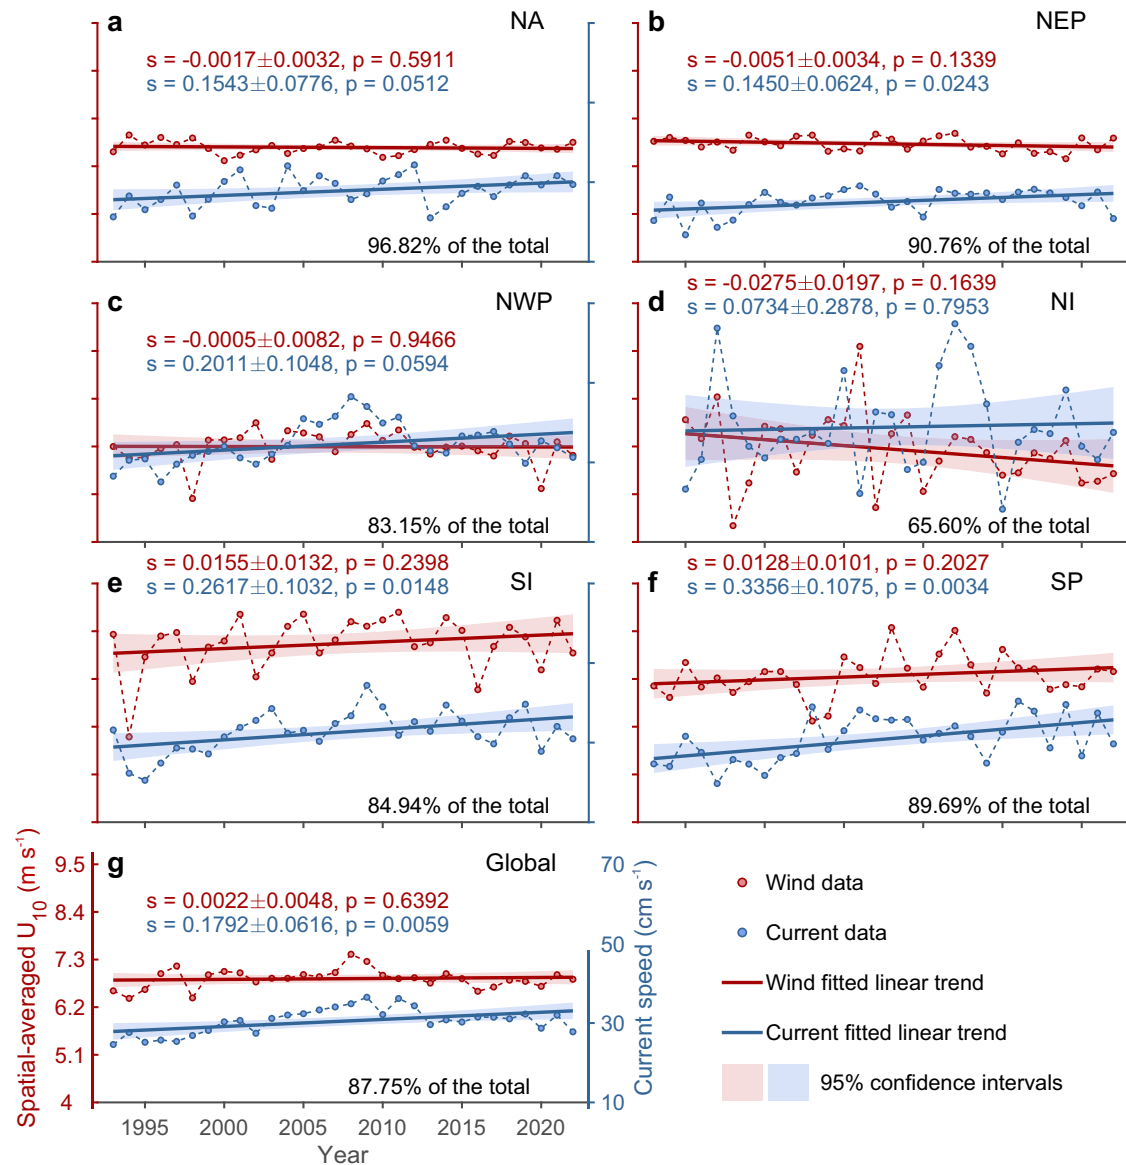 a NA
s = -0.0017±0.0032, p = 0.5911
s = 0.1543±0.0776, p = 0.0512
96.82% of the total
b NEP
s = -0.0051±0.0034, p = 0.1339
s = 0.1450±0.0624, p = 0.0243
90.76% of the total
c NWP
s = -0.0005±0.0082, p = 0.9466
s = 0.2011±0.1048, p = 0.0594
83.15% of the total
s = -0.0275±0.0197, p = 0.1639
d NI
s = 0.0734±0.2878, p = 0.7953
65.60% of the total
s = 0.0155±0.0132, p = 0.2398
e SI
s = 0.2617±0.1032, p = 0.0148
84.94% of the total
s = 0.0128±0.0101, p = 0.2027
f SP
s = 0.3356±0.1075, p = 0.0034
89.69% of the total
g Global
s = 0.0022±0.0048, p = 0.6392
s = 0.1792±0.0616, p = 0.0059
87.75% of the total
Spatial-averaged U10 (m s-1)
9.5
8.4
7.3
6.2
5.1
4
Current speed (cm s-1)
70
50
30
10
1995 2000 2005 2010 2015 2020
Year
Wind data
Current data
Wind fitted linear trend
Current fitted linear trend
95% confidence intervals